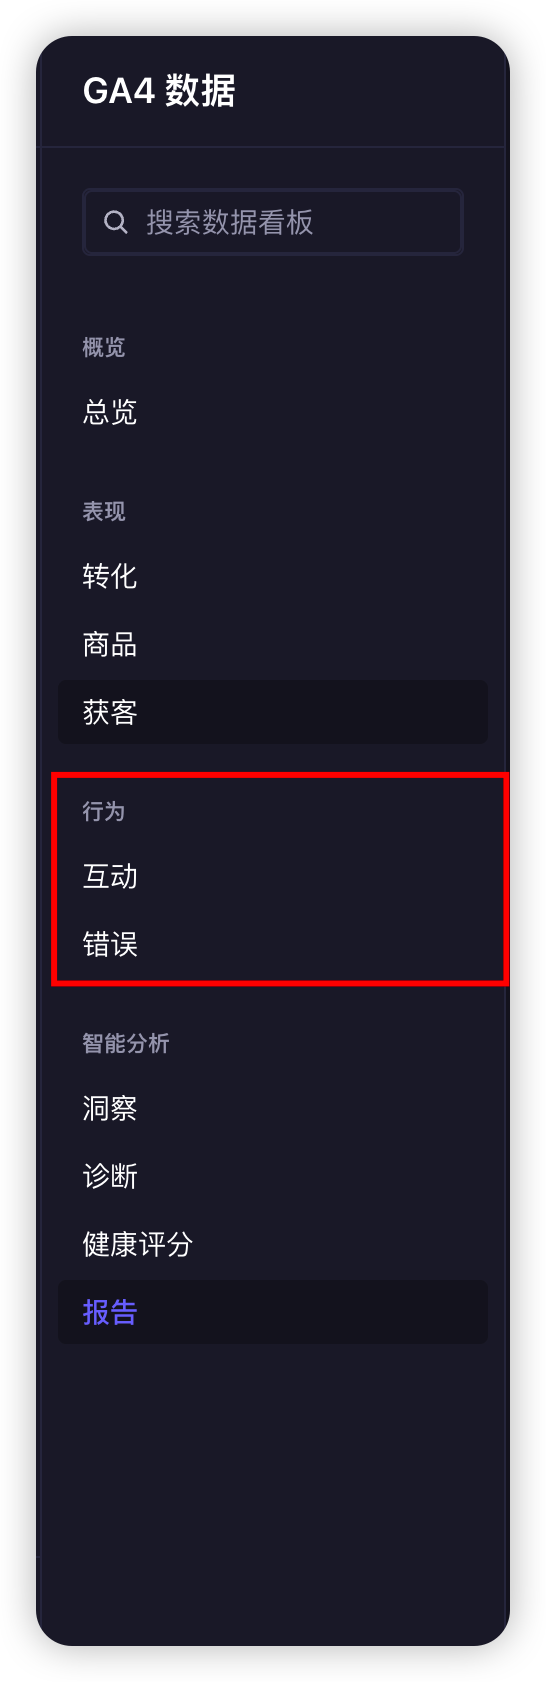 GA4 数据
搜索数据看板
概览
总览
表现
转化
商品
获客
行为
互动
错误
智能分析
洞察
诊断
健康评分
报告